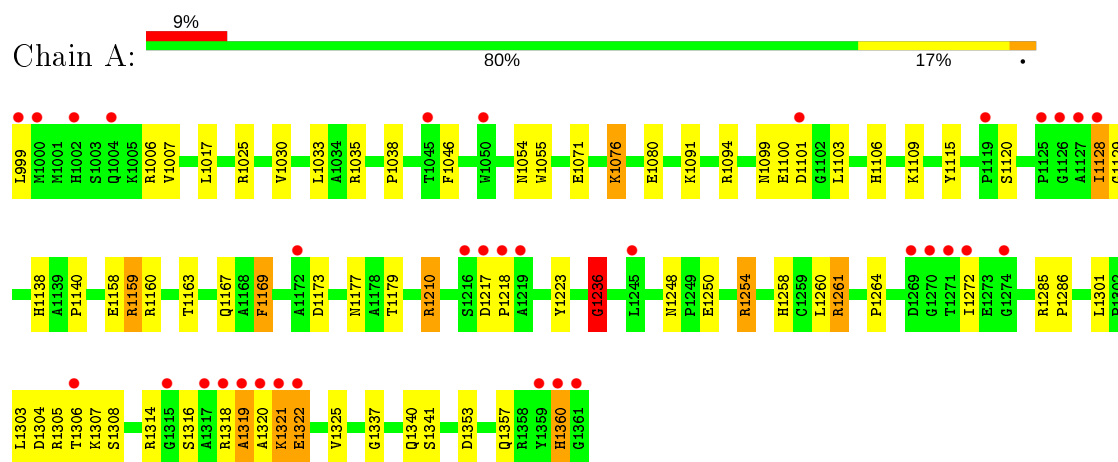 9%
Chain A:
80% 17% •
L999 M1000 M1001 H1002 S1003 Q1004 K1005 R1006 V1007 L1017 R1025 V1030 L1033 A1034 R1035 P1038 T1045 F1046 W1050 N1054 W1055 E1071 K1076 E1080 K1091 R1094 N1099 E1100 D1101 G1102 L1103 H1106 K1109 Y1115 P1119 S1120 P1125 G1126 A1127 I1128 G1129
H1138 A1139 P1140 E1158 R1159 R1160 T1163 Q1167 A1168 F1169 A1172 D1173 N1177 A1178 T1179 R1210 S1216 D1217 P1218 A1219 Y1223 G1236 L1245 N1248 P1249 E1250 R1254 H1258 C1259 L1260 R1261 P1264 D1269 G1270 T1271 I1272 E1273 G1274 R1285 P1286 L1301 P1302
L1303 D1304 R1305 T1306 K1307 S1308 R1314 G1315 S1316 A1317 R1318 A1319 A1320 K1321 E1322 V1325 G1337 Q1340 S1341 D1353 Q1357 R1358 Y1359 H1360 G1361